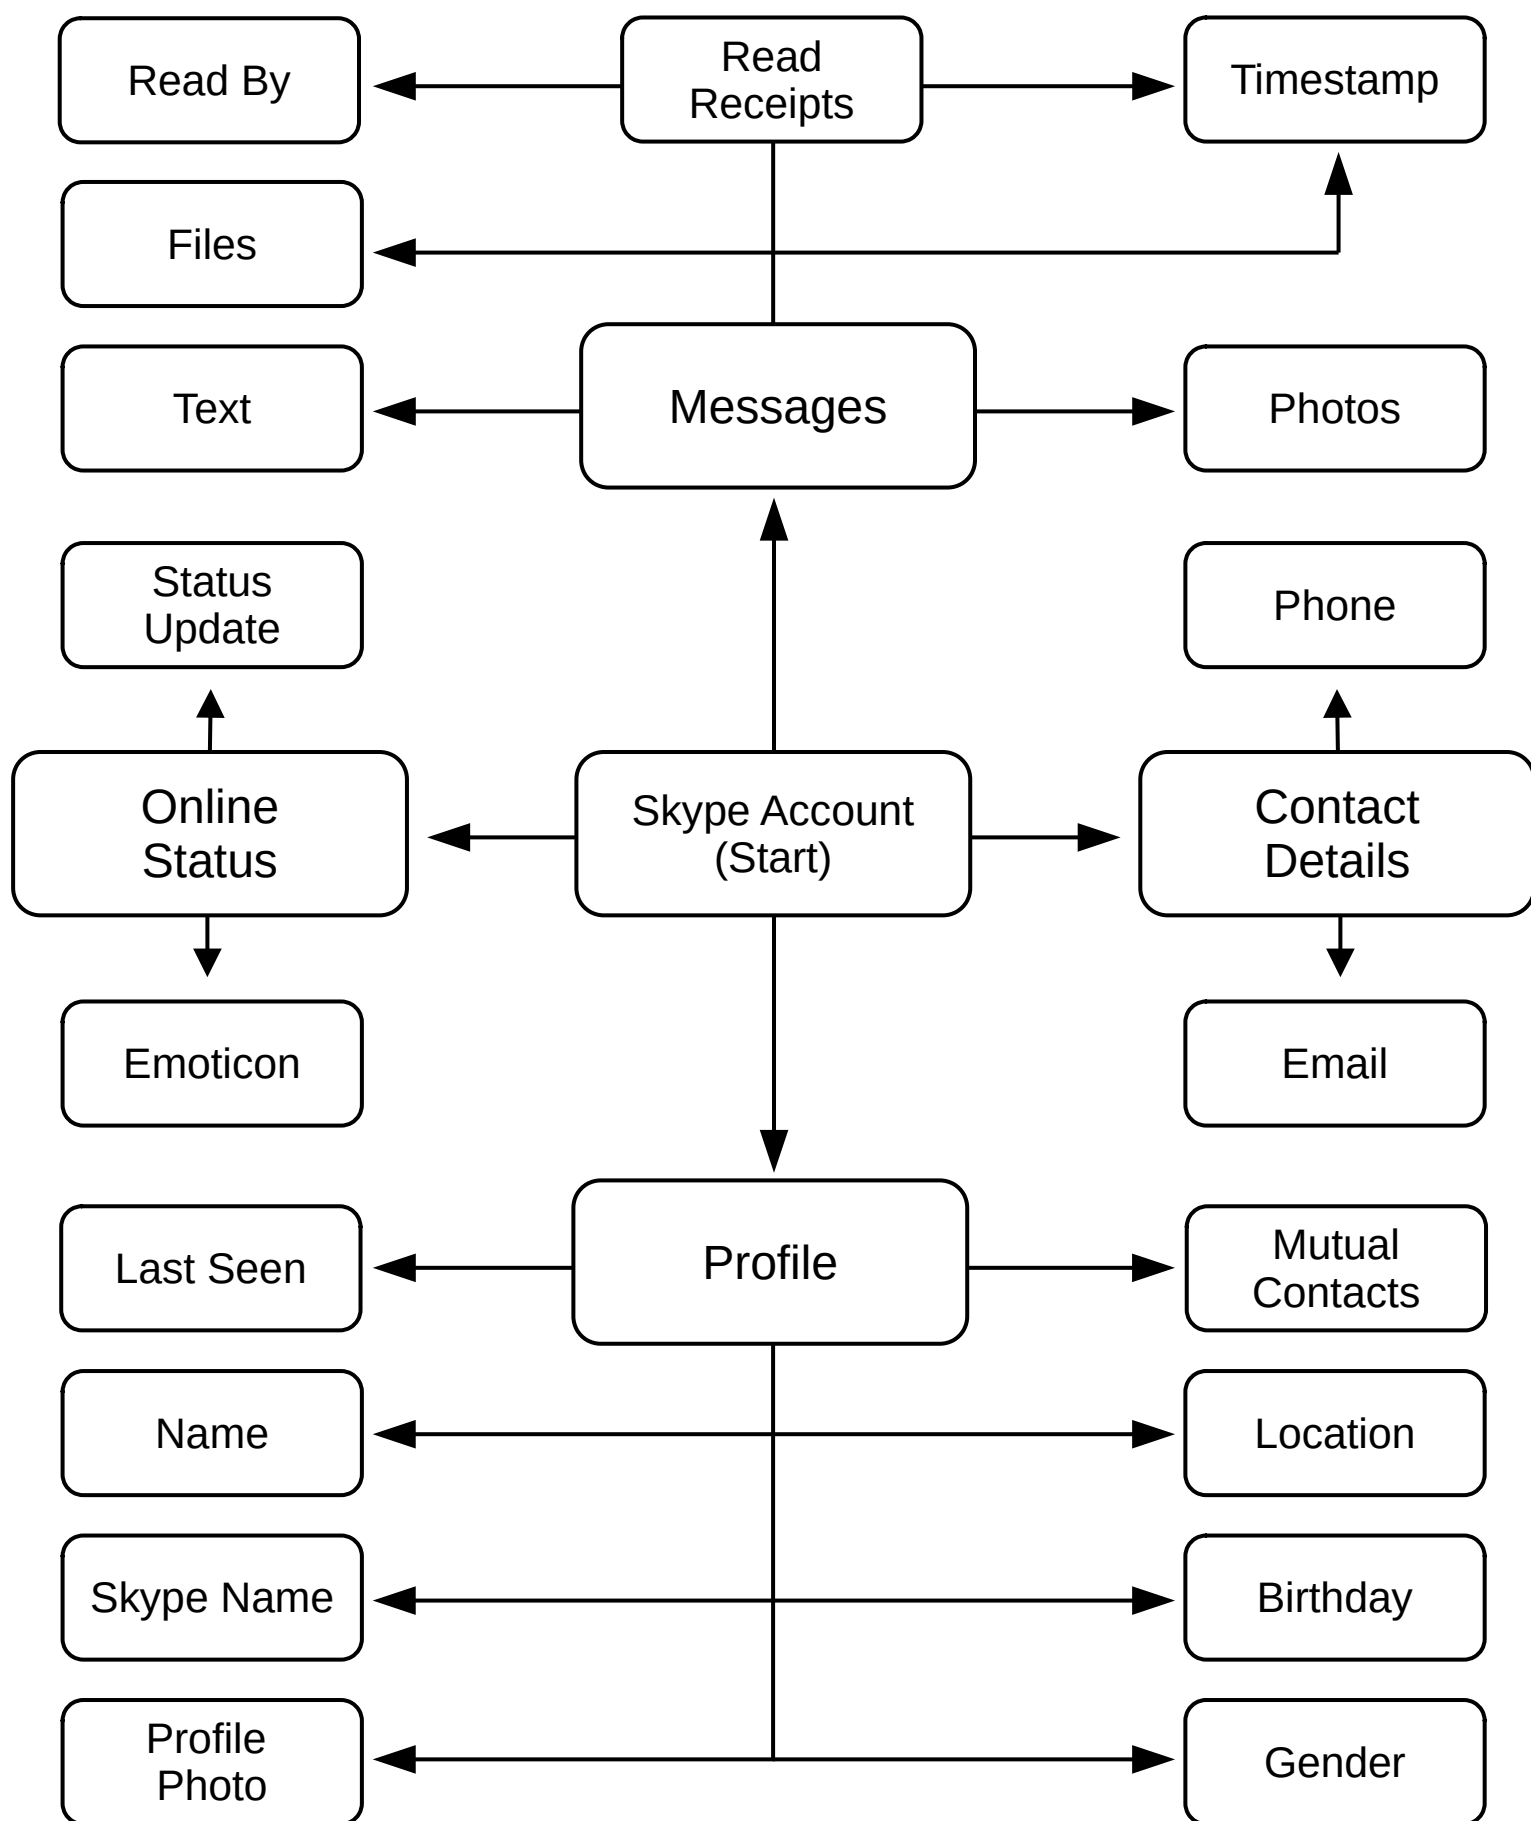 Read By
Read
Receipts
Timestamp
Files
Text
Messages
Photos
Status
Update
Phone
Online
Status
Skype Account
(Start)
Contact
Details
Emoticon
Email
Last Seen
Profile
Mutual
Contacts
Name
Location
Skype Name
Birthday
Profile
Photo
Gender